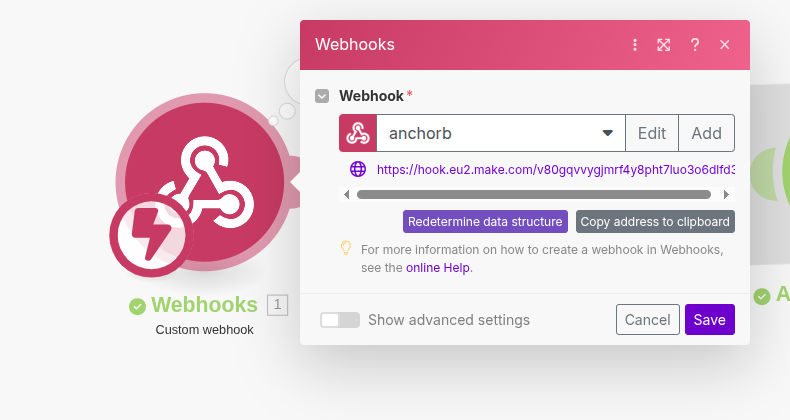 Webhooks
Webhook *
anchorb
Edit
Add
https://hook.eu2.make.com/v80gqvvygjmrf4y8pht7luo3o6dlfd3
Redetermine data structure
Copy address to clipboard
For more information on how to create a webhook in Webhooks,
see the online Help.
Show advanced settings
Cancel
Save
Webhooks
1
Custom webhook
A